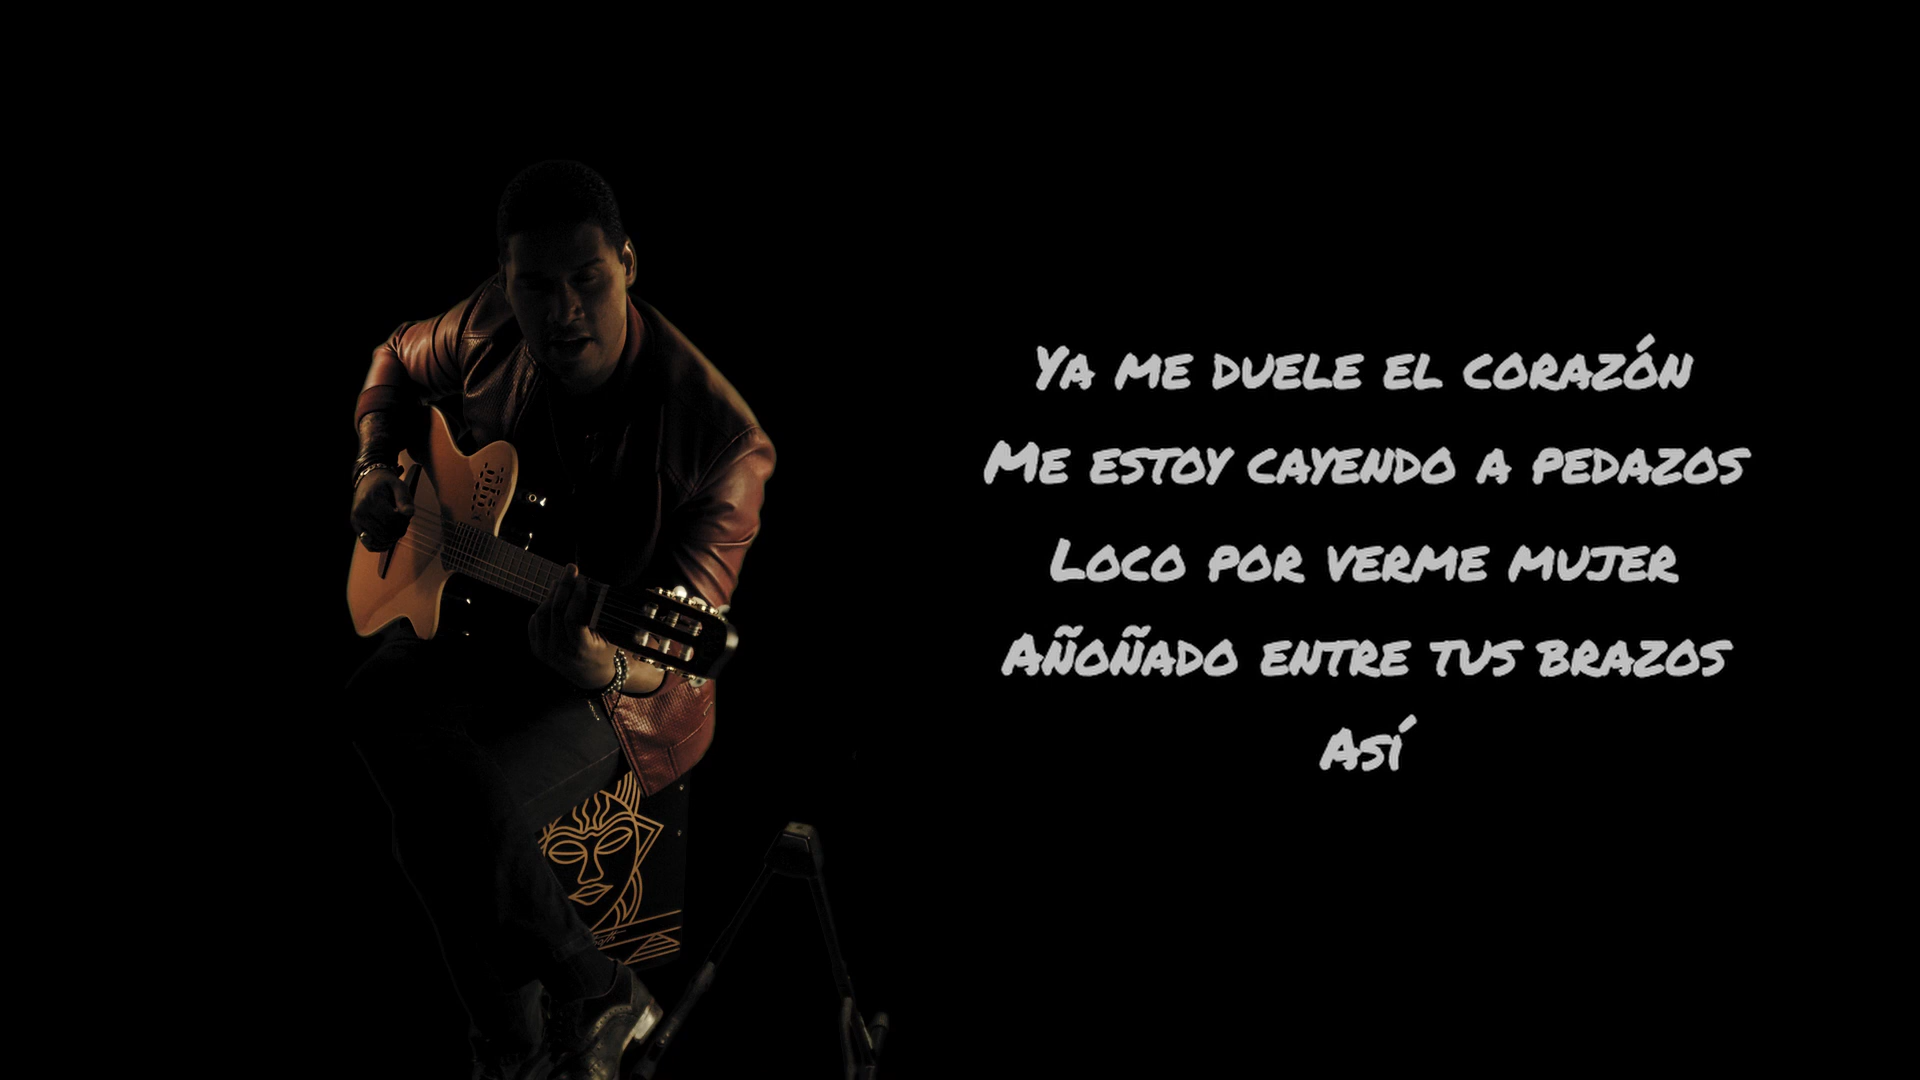 Ya me duele el corazón
Me estoy cayendo a pedazos
Loco por verme mujer
Añoñado entre tus brazos
Así